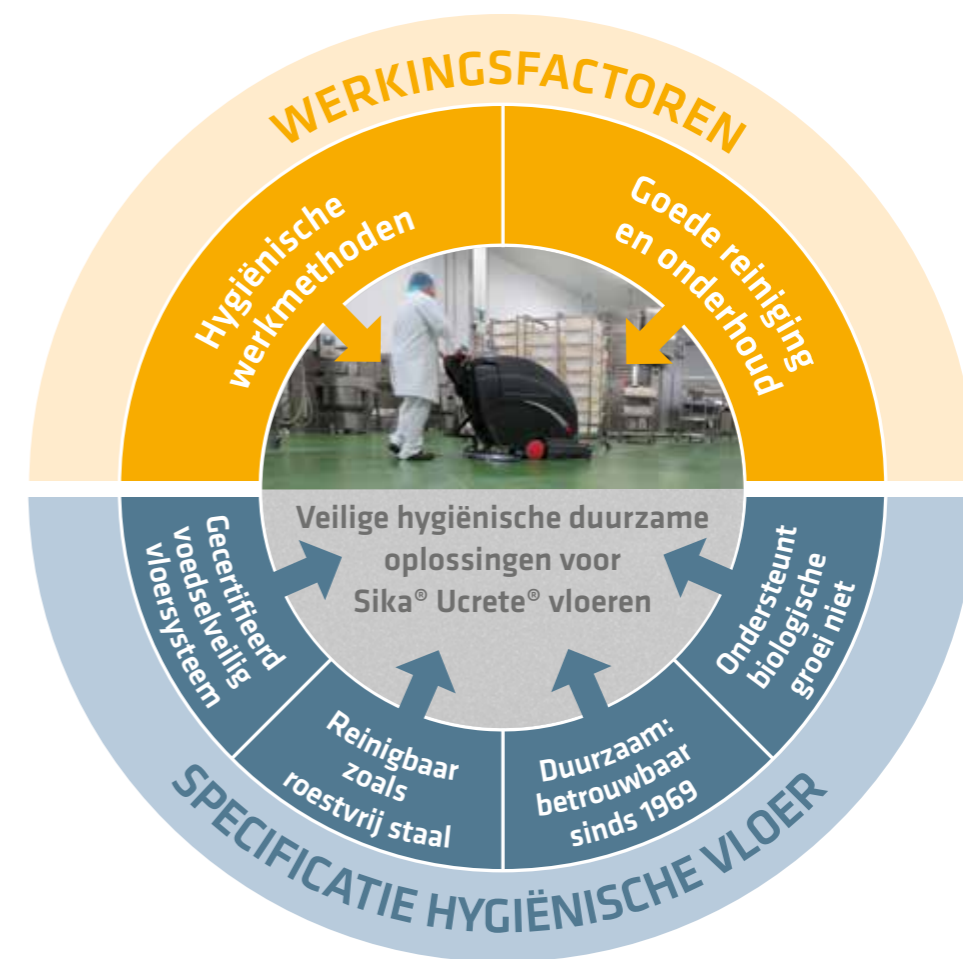 WERKINGSFACTOREN
Hygiënische
werkmethoden
Goede reiniging
en onderhoud
Veilige hygiënische duurzame
oplossingen voor
Sika® Ucrete® vloeren
Gecertifieerd
voedselveilig
vloersysteem
Reinigbaar
zoals
roestvrij staal
Duurzaam:
betrouwbaar
sinds 1969
Ondersteunt
biologische
groei niet
SPECIFICATIE HYGIËNISCHE VLOER